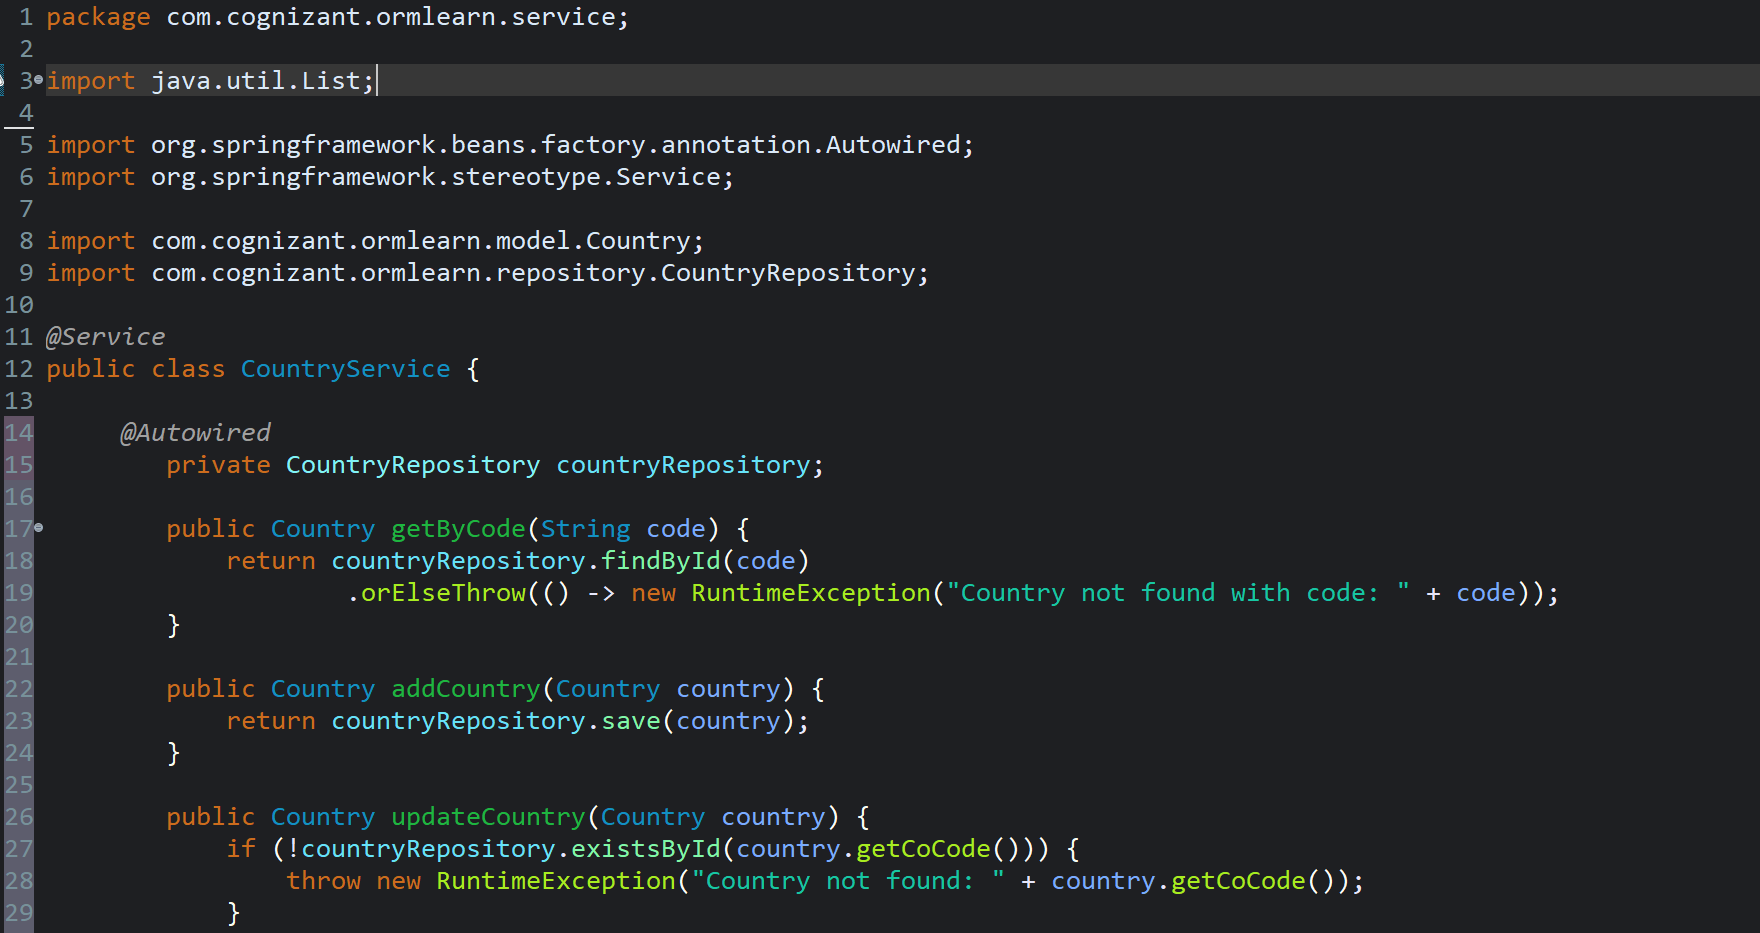 1 package com.cognizant.ormlearn.service;
2
3 import java.util.List;
4
5 import org.springframework.beans.factory.annotation.Autowired;
6 import org.springframework.stereotype.Service;
7
8 import com.cognizant.ormlearn.model.Country;
9 import com.cognizant.ormlearn.repository.CountryRepository;
10
11 @Service
12 public class CountryService {
13
14 @Autowired
15 private CountryRepository countryRepository;
16
17 public Country getByCode(String code) {
18 return countryRepository.findById(code)
19 .orElseThrow(() -> new RuntimeException("Country not found with code: " + code));
20 }
21
22 public Country addCountry(Country country) {
23 return countryRepository.save(country);
24 }
25
26 public Country updateCountry(Country country) {
27 if (!countryRepository.existsById(country.getCoCode())) {
28 throw new RuntimeException("Country not found: " + country.getCoCode());
29 }